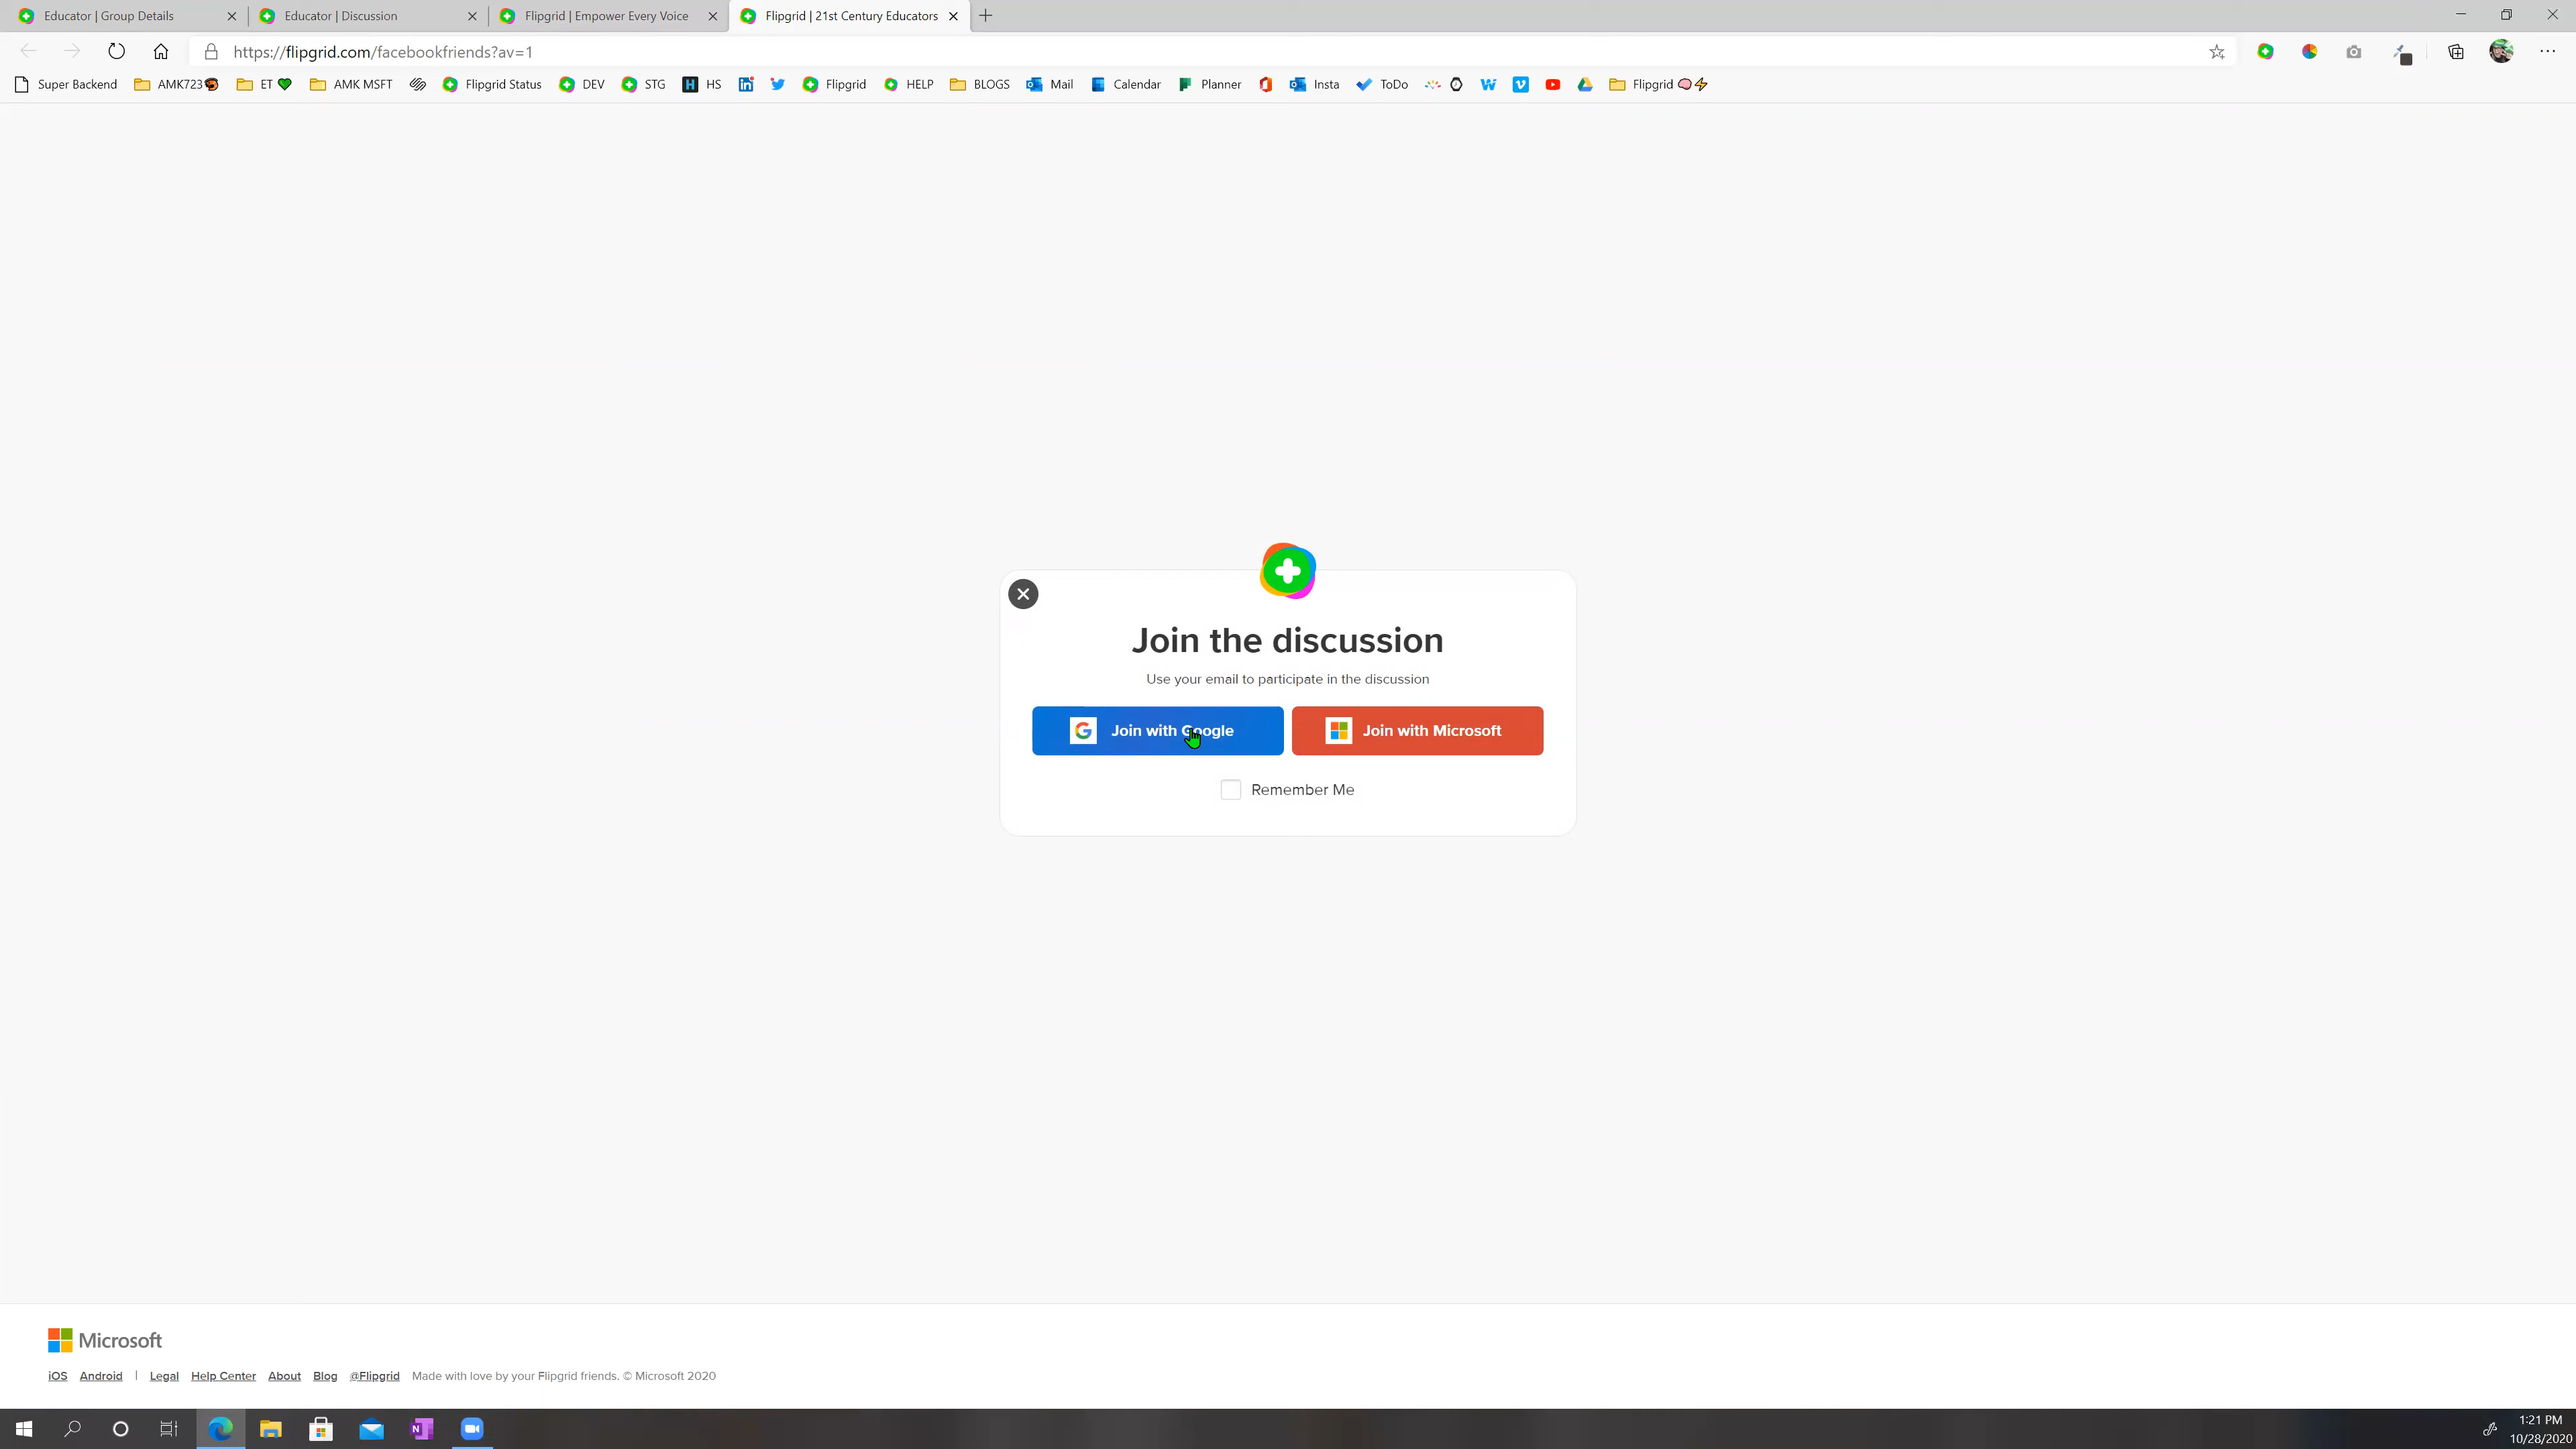 Educator | Group Details
Educator | Discussion
Flipgrid | Empower Every Voice
Flipgrid | 21st Century Educators
https://flipgrid.com/facebookfriends?av=1
Super Backend AMK723 ET AMK MSFT Flipgrid Status DEV STG H HS in Flipgrid HELP BLOGS Mail Calendar Planner Insta ToDo Flipgrid
Join the discussion
Use your email to participate in the discussion
G Join with Google
Join with Microsoft
Remember Me
Microsoft
iOS Android | Legal Help Center About Blog @Flipgrid Made with love by your Flipgrid friends. © Microsoft 2020
N
1:21 PM
10/28/2020